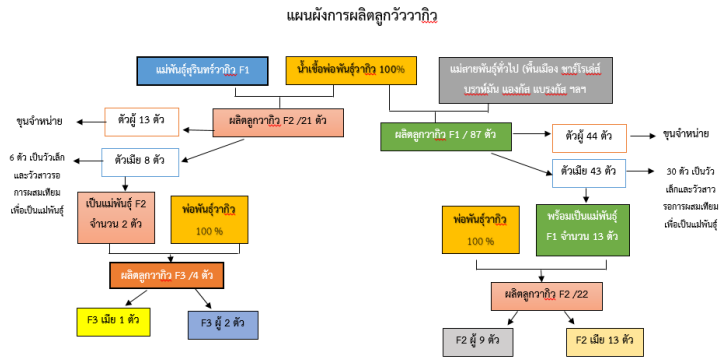 แผนผังการผลิตลูกวัววากิว
แม่พันธุ์สุรินทร์วากิว F1
น้ำเชื้อพ่อพันธุ์วากิว 100%
แม่สายพันธุ์ทั่วไป (พื้นเมือง ชาร์โรเล่ส์
บราห์มัน แองกัส แบรงกัส ฯลฯ
ขุนจำหน่าย
ตัวผู้ 13 ตัว
ผลิตลูกวากิว F2 /21 ตัว
ผลิตลูกวากิว F1 / 87 ตัว
ตัวผู้ 44 ตัว
ขุนจำหน่าย
6 ตัว เป็นวัวเล็ก
และวัวสาวรอ
การผสมเทียม
เพื่อเป็นแม่พันธุ์
ตัวเมีย 8 ตัว
ตัวเมีย 43 ตัว
30 ตัว เป็นวัว
เล็กและวัวสาว
รอการผสมเทียม
เพื่อเป็นแม่พันธุ์
เป็นแม่พันธุ์ F2
จำนวน 2 ตัว
พ่อพันธุ์วากิว
100 %
พ่อพันธุ์วากิว
100 %
พร้อมเป็นแม่พันธุ์
F1 จำนวน 13 ตัว
ผลิตลูกวากิว F3 /4 ตัว
ผลิตลูกวากิว F2 /22
F3 เมีย 1 ตัว
F3 ผู้ 2 ตัว
F2 ผู้ 9 ตัว
F2 เมีย 13 ตัว